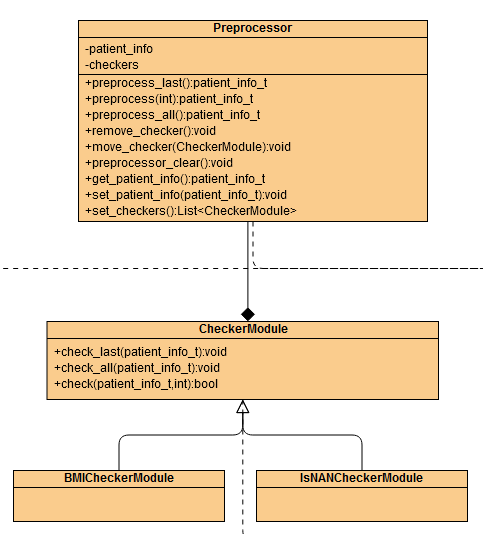 Preprocessor
-patient_info
-checkers
+preprocess_last():patient_info_t
+preprocess(int):patient_info_t
+preprocess_all():patient_info_t
+remove_checker():void
+move_checker(CheckerModule):void
+preprocessor_clear():void
+get_patient_info():patient_info_t
+set_patient_info(patient_info_t):void
+set_checkers():List<CheckerModule>
CheckerModule
+check_last(patient_info_t):void
+check_all(patient_info_t):void
+check(patient_info_t,int):bool
BMICheckerModule
IsNANCheckerModule